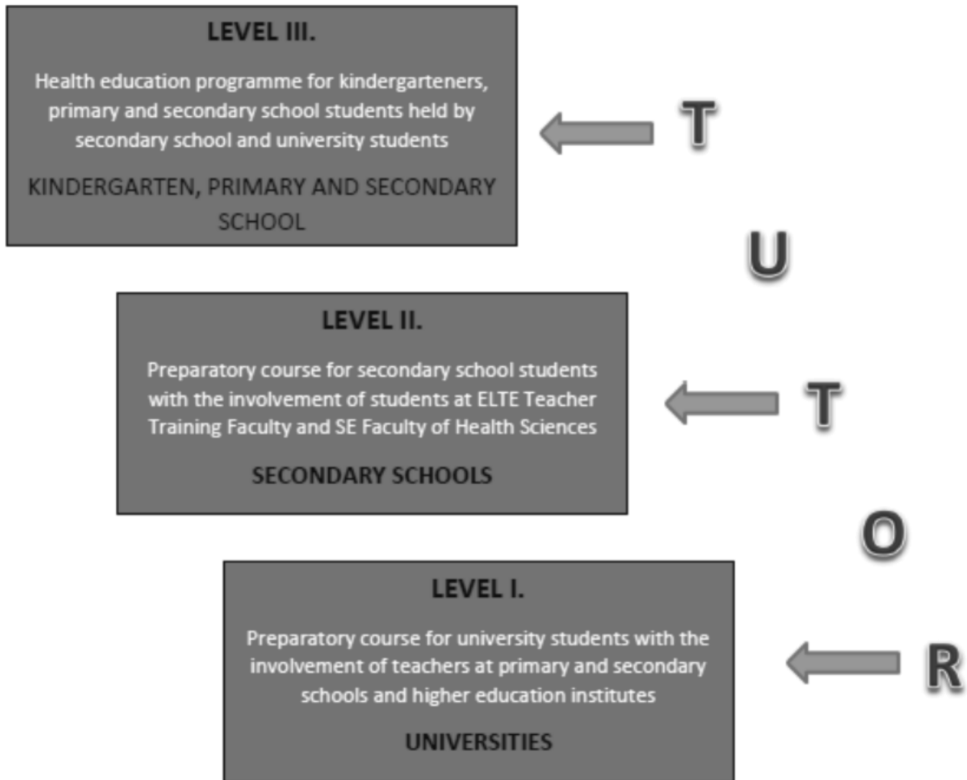 LEVEL III.
Health education programme for kindergarteners,
primary and secondary school students held by
secondary school and university students
KINDERGARTEN, PRIMARY AND SECONDARY
SCHOOL
T
U
LEVEL II.
Preparatory course for secondary school students
with the involvement of students at ELTE Teacher
Training Faculty and SE Faculty of Health Sciences
SECONDARY SCHOOLS
T
O
LEVEL I.
Preparatory course for university students with the
involvement of teachers at primary and secondary
schools and higher education institutes
UNIVERSITIES
R